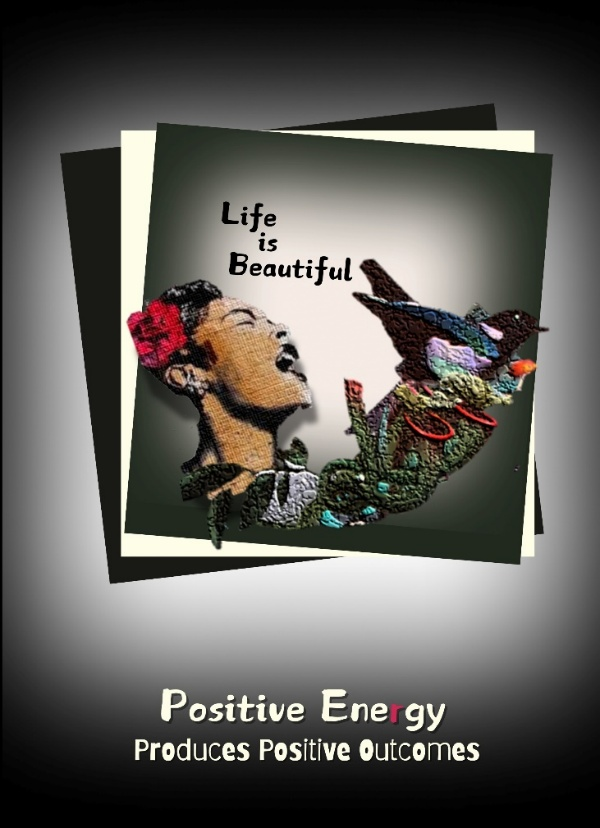 Life
is
Beautiful
Positive Energy
Produces Positive Outcomes